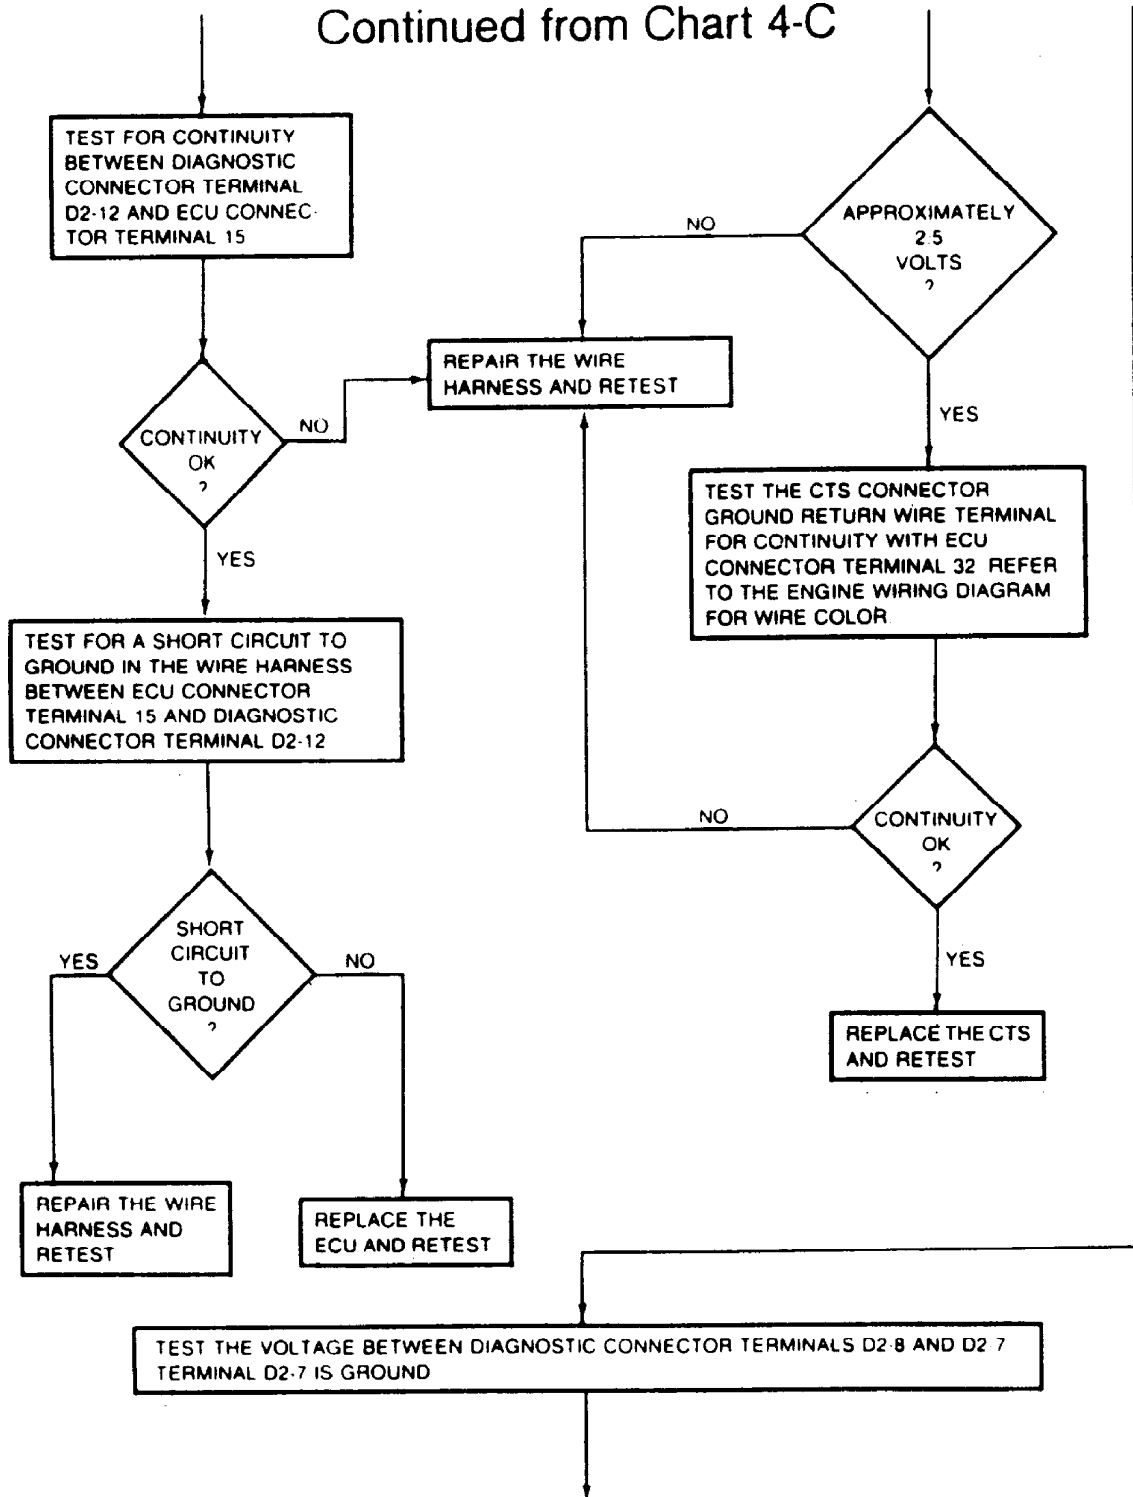 Continued from Chart 4-C
TEST FOR CONTINUITY
BETWEEN DIAGNOSTIC
CONNECTOR TERMINAL
D2-12 AND ECU CONNEC-
TOR TERMINAL 15
CONTINUITY
OK
?
NO
YES
TEST FOR A SHORT CIRCUIT TO
GROUND IN THE WIRE HARNESS
BETWEEN ECU CONNECTOR
TERMINAL 15 AND DIAGNOSTIC
CONNECTOR TERMINAL D2-12
SHORT
CIRCUIT
TO
GROUND
?
YES
NO
REPAIR THE WIRE
HARNESS AND
RETEST
REPLACE THE
ECU AND RETEST
APPROXIMATELY
2.5
VOLTS
?
NO
REPAIR THE WIRE
HARNESS AND RETEST
YES
TEST THE CTS CONNECTOR
GROUND RETURN WIRE TERMINAL
FOR CONTINUITY WITH ECU
CONNECTOR TERMINAL 32 REFER
TO THE ENGINE WIRING DIAGRAM
FOR WIRE COLOR
CONTINUITY
OK
?
NO
YES
REPLACE THE CTS
AND RETEST
TEST THE VOLTAGE BETWEEN DIAGNOSTIC CONNECTOR TERMINALS D2-8 AND D2-7
TERMINAL D2-7 IS GROUND